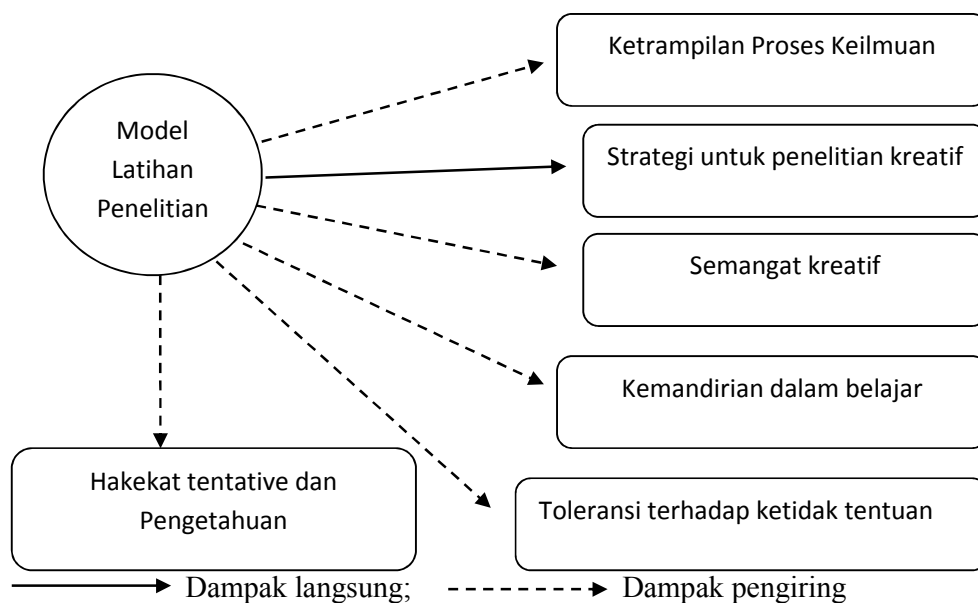 Ketrampilan Proses Keilmuan
Model
Latihan
Penelitian
Strategi untuk penelitian kreatif
Semangat kreatif
Kemandirian dalam belajar
Hakekat tentative dan
Pengetahuan
Toleransi terhadap ketidak tentuan
Dampak langsung;
Dampak pengiring